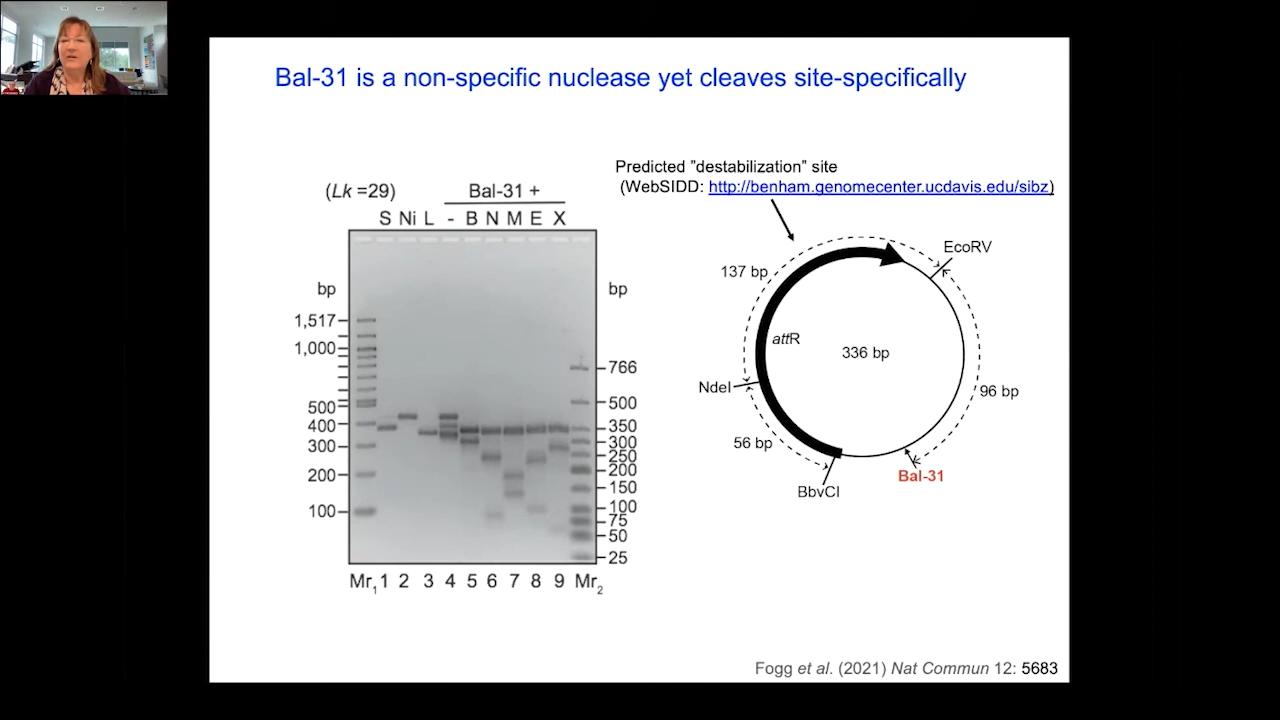 Bal-31 is a non-specific nuclease yet cleaves site-specifically
Predicted ”destabilization” site
(WebSIDD: http://benham.genomecenter.ucdavis.edu/sibz)
(Lk =29)
Bal-31 +
S Ni L - B N M E X
bp
1,517
1,000
500
400
300
200
100
bp
766
500
350
300
250
200
150
100
75
50
25
Mr1 1 2 3 4 5 6 7 8 9 Mr2
EcoRV
137 bp
attR
336 bp
NdeI
96 bp
56 bp
Bal-31
BbvCI
Fogg et al. (2021) Nat Commun 12: 5683